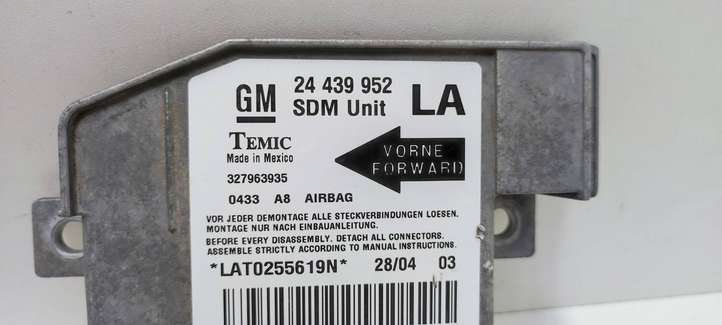 GM 24 439 952 LA
SDM Unit
TEMIC
Made in Mexico
VORNE
FORWARD
327963935
0433 A8 AIRBAG
VOR JEDER DEMONTAGE ALLE STECKVERBINDUNGEN LOESEN.
MONTAGE NUR NACH EINBAUANLEITUNG.
BEFORE EVERY DISASSEMBLY. DETACH ALL CONNECTORS.
ASSEMBLE STRICTLY ACCORDING TO MANUAL INSTRUCTIONS.
*LAT0255619N* 28/04 03